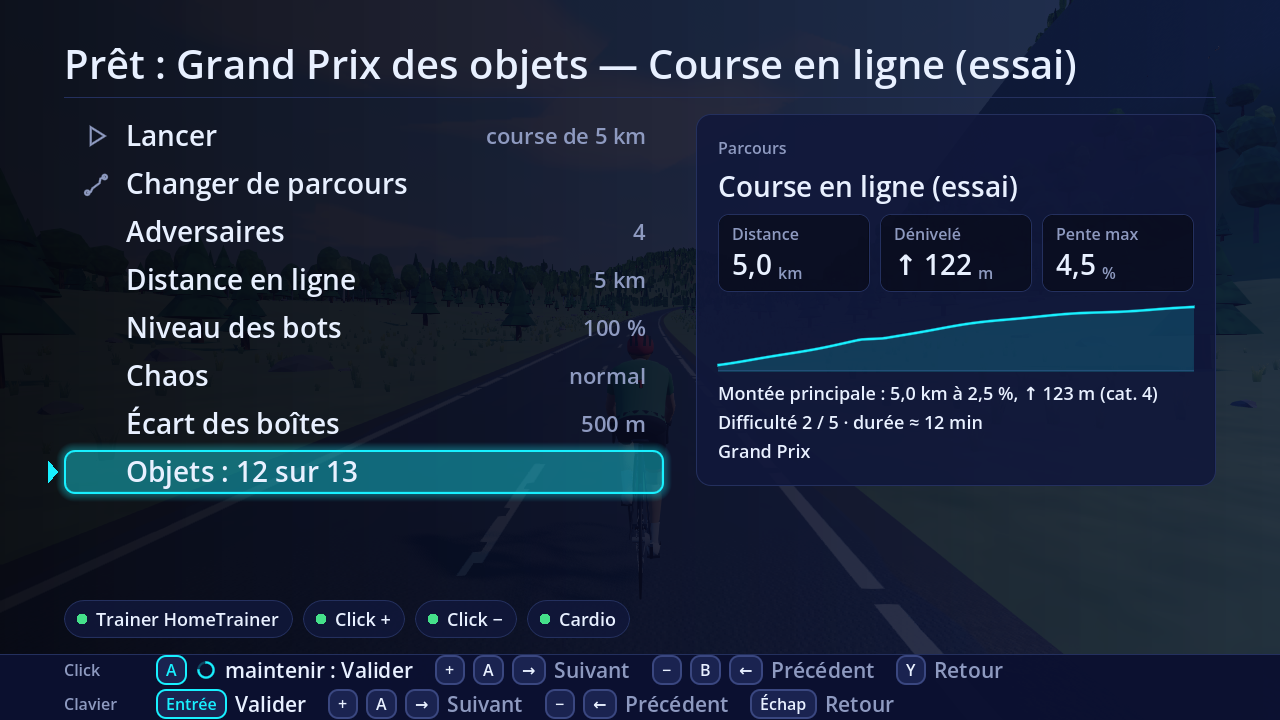 Prêt : Grand Prix des objets — Course en ligne (essai)
Lancer course de 5 km
Changer de parcours
Adversaires 4
Distance en ligne 5 km
Niveau des bots 100 %
Chaos normal
Écart des boîtes 500 m
Objets : 12 sur 13
Parcours
Course en ligne (essai)
Distance Dénivelé Pente max
5,0 km ↑ 122 m 4,5 %
Montée principale : 5,0 km à 2,5 %, ↑ 123 m (cat. 4)
Difficulté 2 / 5 · durée ≈ 12 min
Grand Prix
Trainer HomeTrainer Click + Click − Cardio
Click A maintenir : Valider + A → Suivant − B ← Précédent Y Retour
Clavier Entrée Valider + A → Suivant − ← Précédent Échap Retour